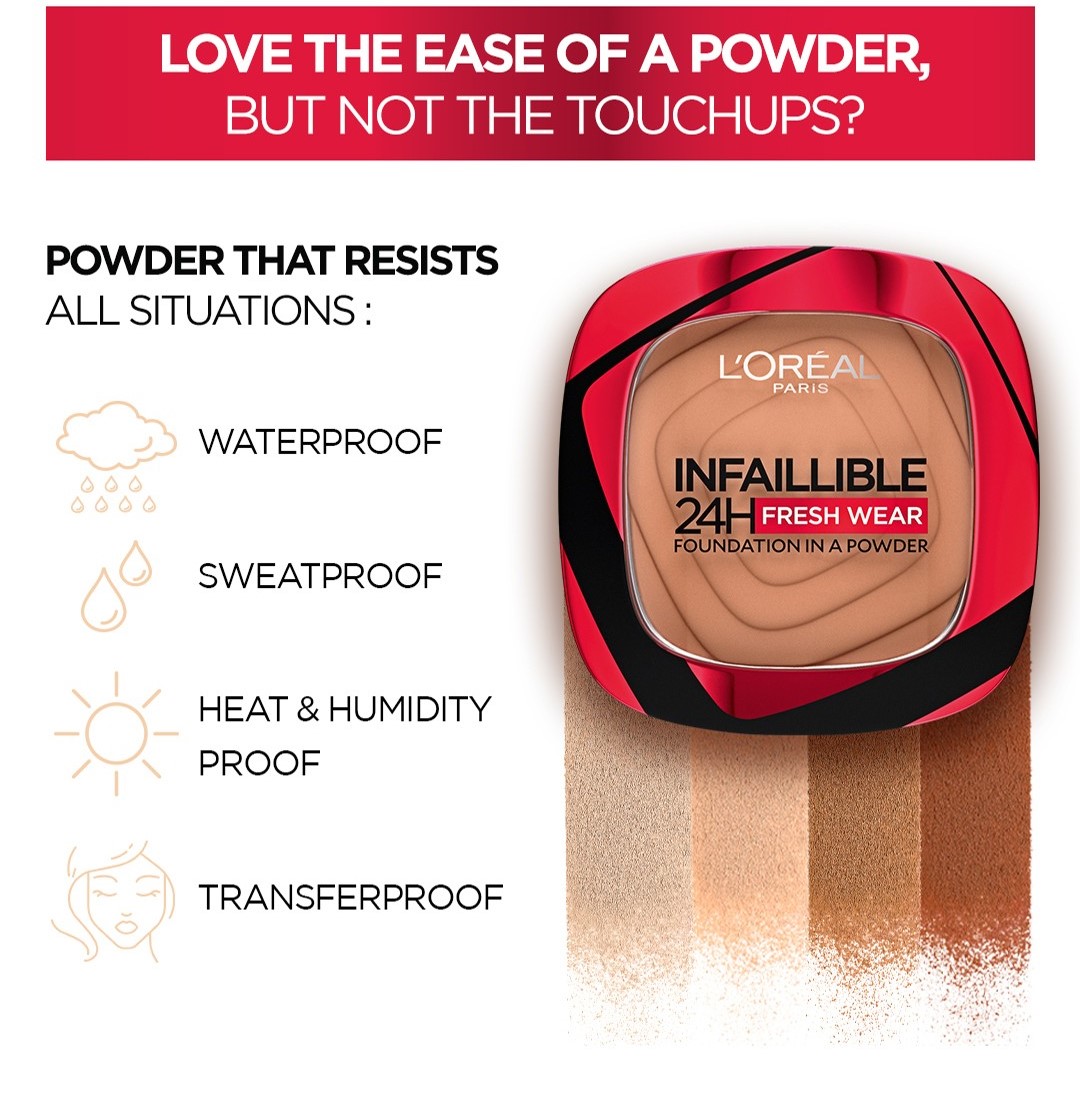 LOVE THE EASE OF A POWDER,
BUT NOT THE TOUCHUPS?
POWDER THAT RESISTS
ALL SITUATIONS :
WATERPROOF
SWEATPROOF
HEAT & HUMIDITY
PROOF
TRANSFERPROOF
L'ORÉAL
PARIS
INFAILLIBLE
24H FRESH WEAR
FOUNDATION IN A POWDER